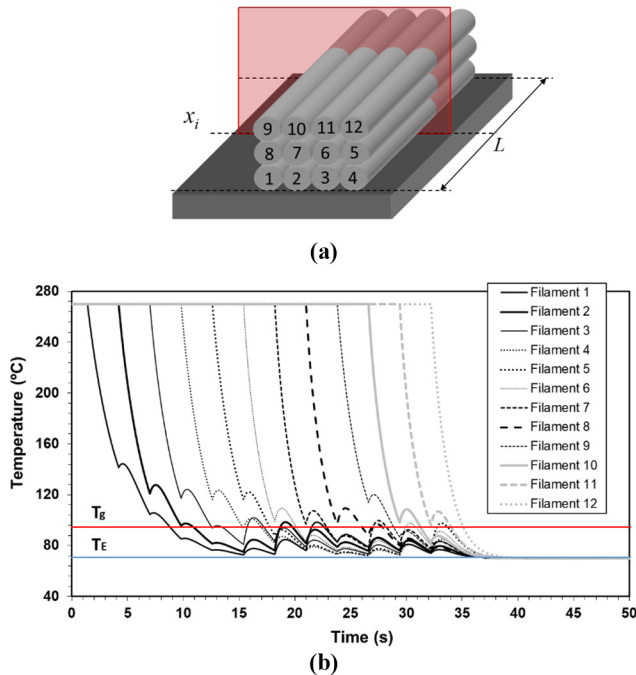 x_i
9 10 11 12
8 7 6 5
1 2 3 4
L
(a)
280
240
200
160
120
80
40
Temperature (ºC)
T_g
T_E
0 5 10 15 20 25 30 35 40 45 50
Time (s)
Filament 1
Filament 2
Filament 3
Filament 4
Filament 5
Filament 6
Filament 7
Filament 8
Filament 9
Filament 10
Filament 11
Filament 12
(b)